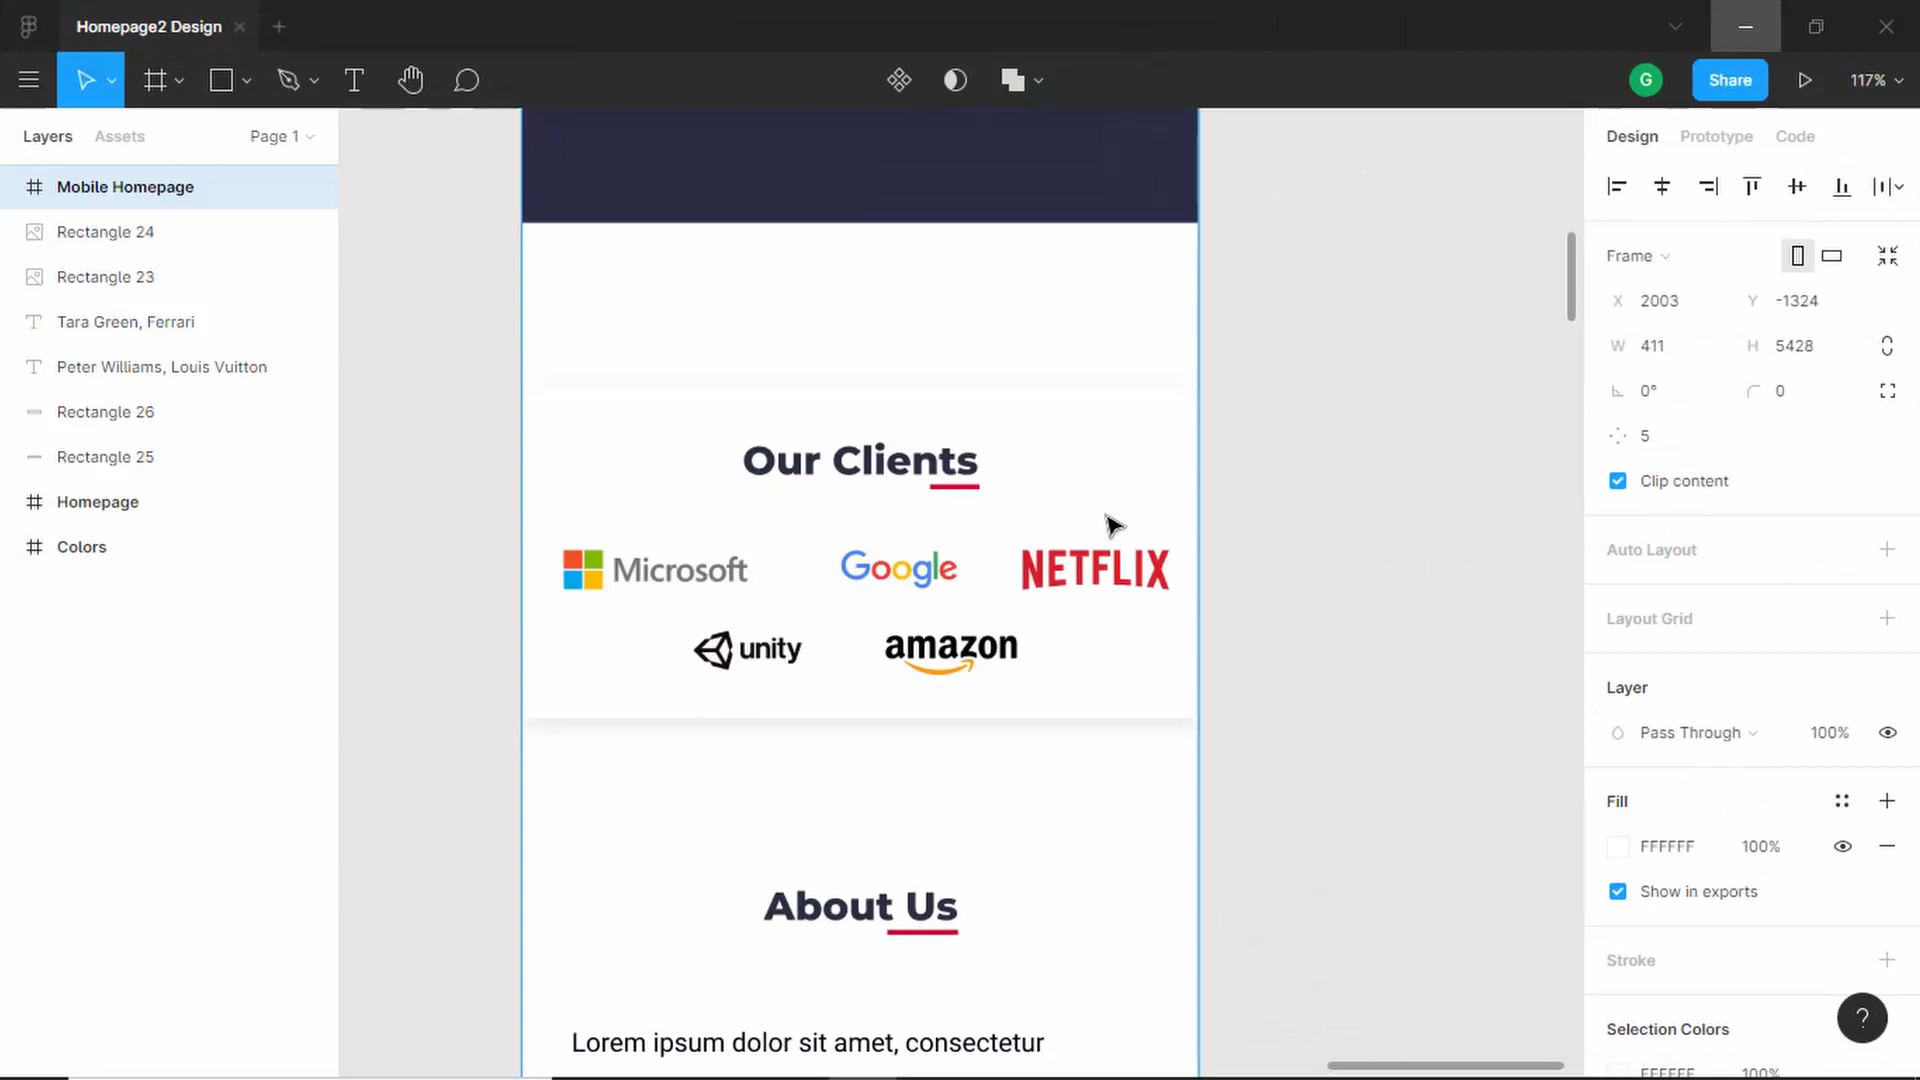 Homepage2 Design
G
Share
117%
Layers Assets Page 1
Design Prototype Code
Mobile Homepage
Rectangle 24
Rectangle 23
Tara Green, Ferrari
Peter Williams, Louis Vuitton
Rectangle 26
Rectangle 25
Homepage
Colors
Our Clients
Microsoft Google NETFLIX
unity amazon
About Us
Lorem ipsum dolor sit amet, consectetur
Frame
X 2003 Y -1324
W 411 H 5428
0° 0
5
Clip content
Auto Layout
Layout Grid
Layer
Pass Through 100%
Fill
FFFFFF 100%
Show in exports
Stroke
Selection Colors
?
FFFFFF 100%